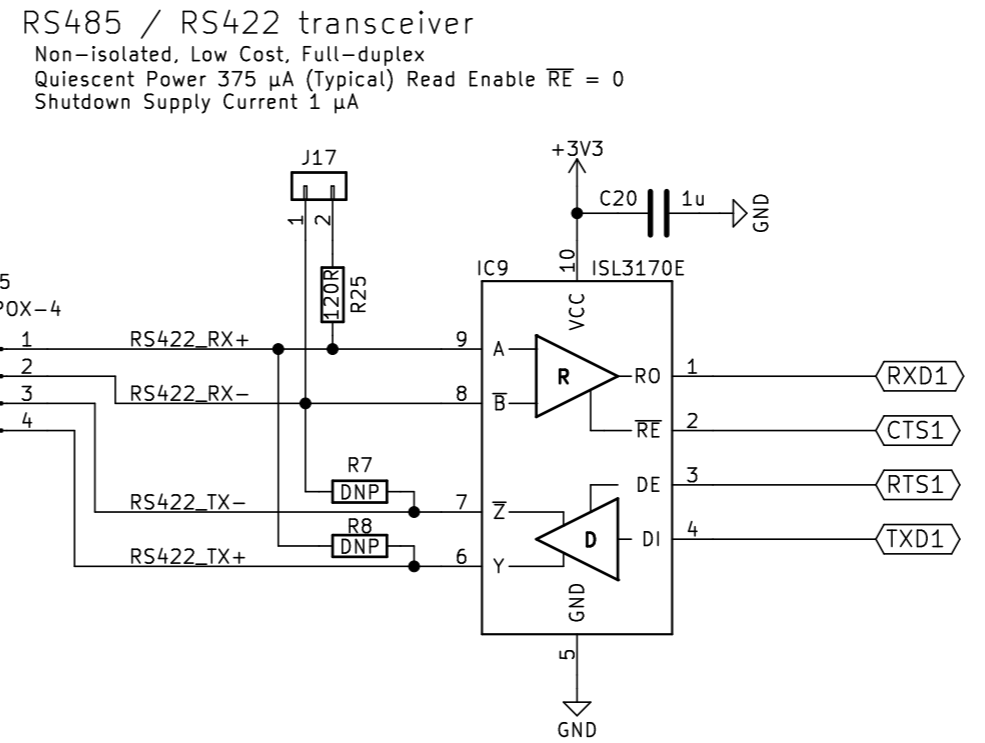 RS485 / RS422 transceiver
Non-isolated, Low Cost, Full-duplex
Quiescent Power 375 µA (Typical) Read Enable R̅E̅ = 0
Shutdown Supply Current 1 µA
J17
1
2
120R
R25
+3V3
C20
1u
GND
10
IC9
ISL3170E
VCC
5
POX-4
1
RS422_RX+
9
A
R
RO
1
RXD1
2
3
RS422_RX-
8
B̅
R̅E̅
2
CTS1
4
R7
DNP
DE
3
RTS1
RS422_TX-
7
Z̅
R8
DNP
D
DI
4
TXD1
RS422_TX+
6
Y
GND
5
GND